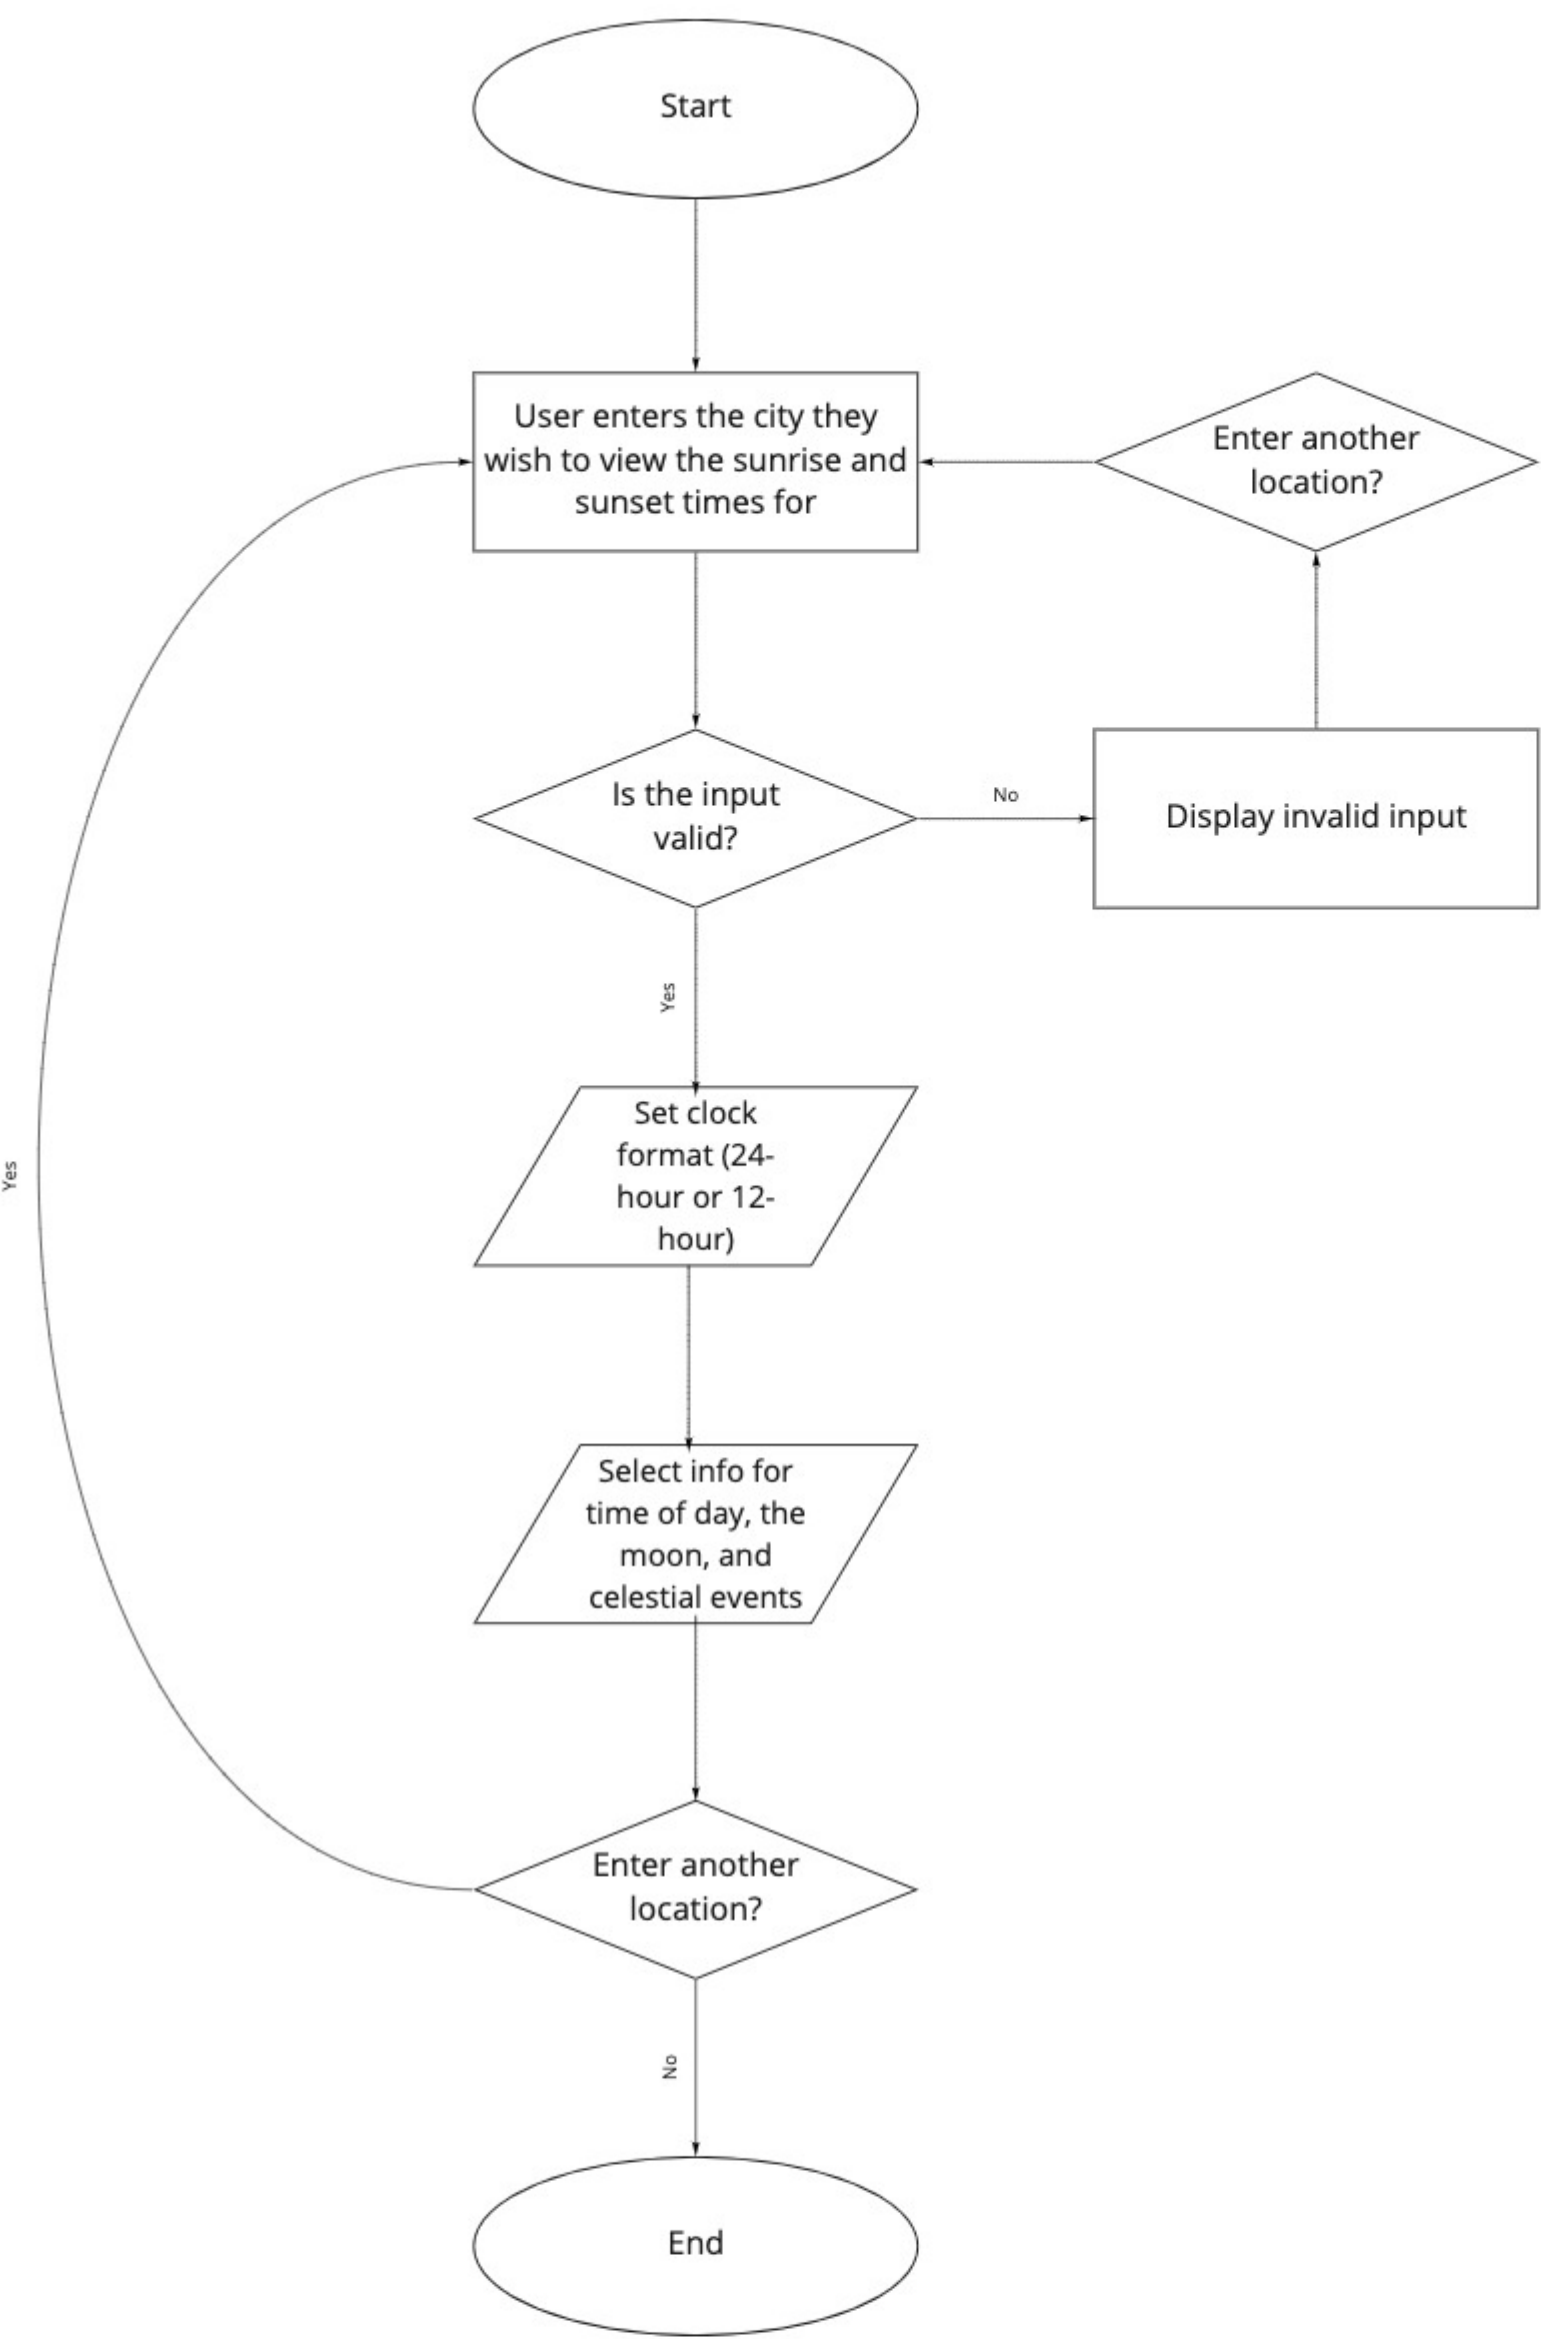 Start
User enters the city they
wish to view the sunrise and
sunset times for
Enter another
location?
Is the input
valid?
No
Display invalid input
Yes
Set clock
format (24-
hour or 12-
hour)
Yes
Select info for
time of day, the
moon, and
celestial events
Enter another
location?
No
End